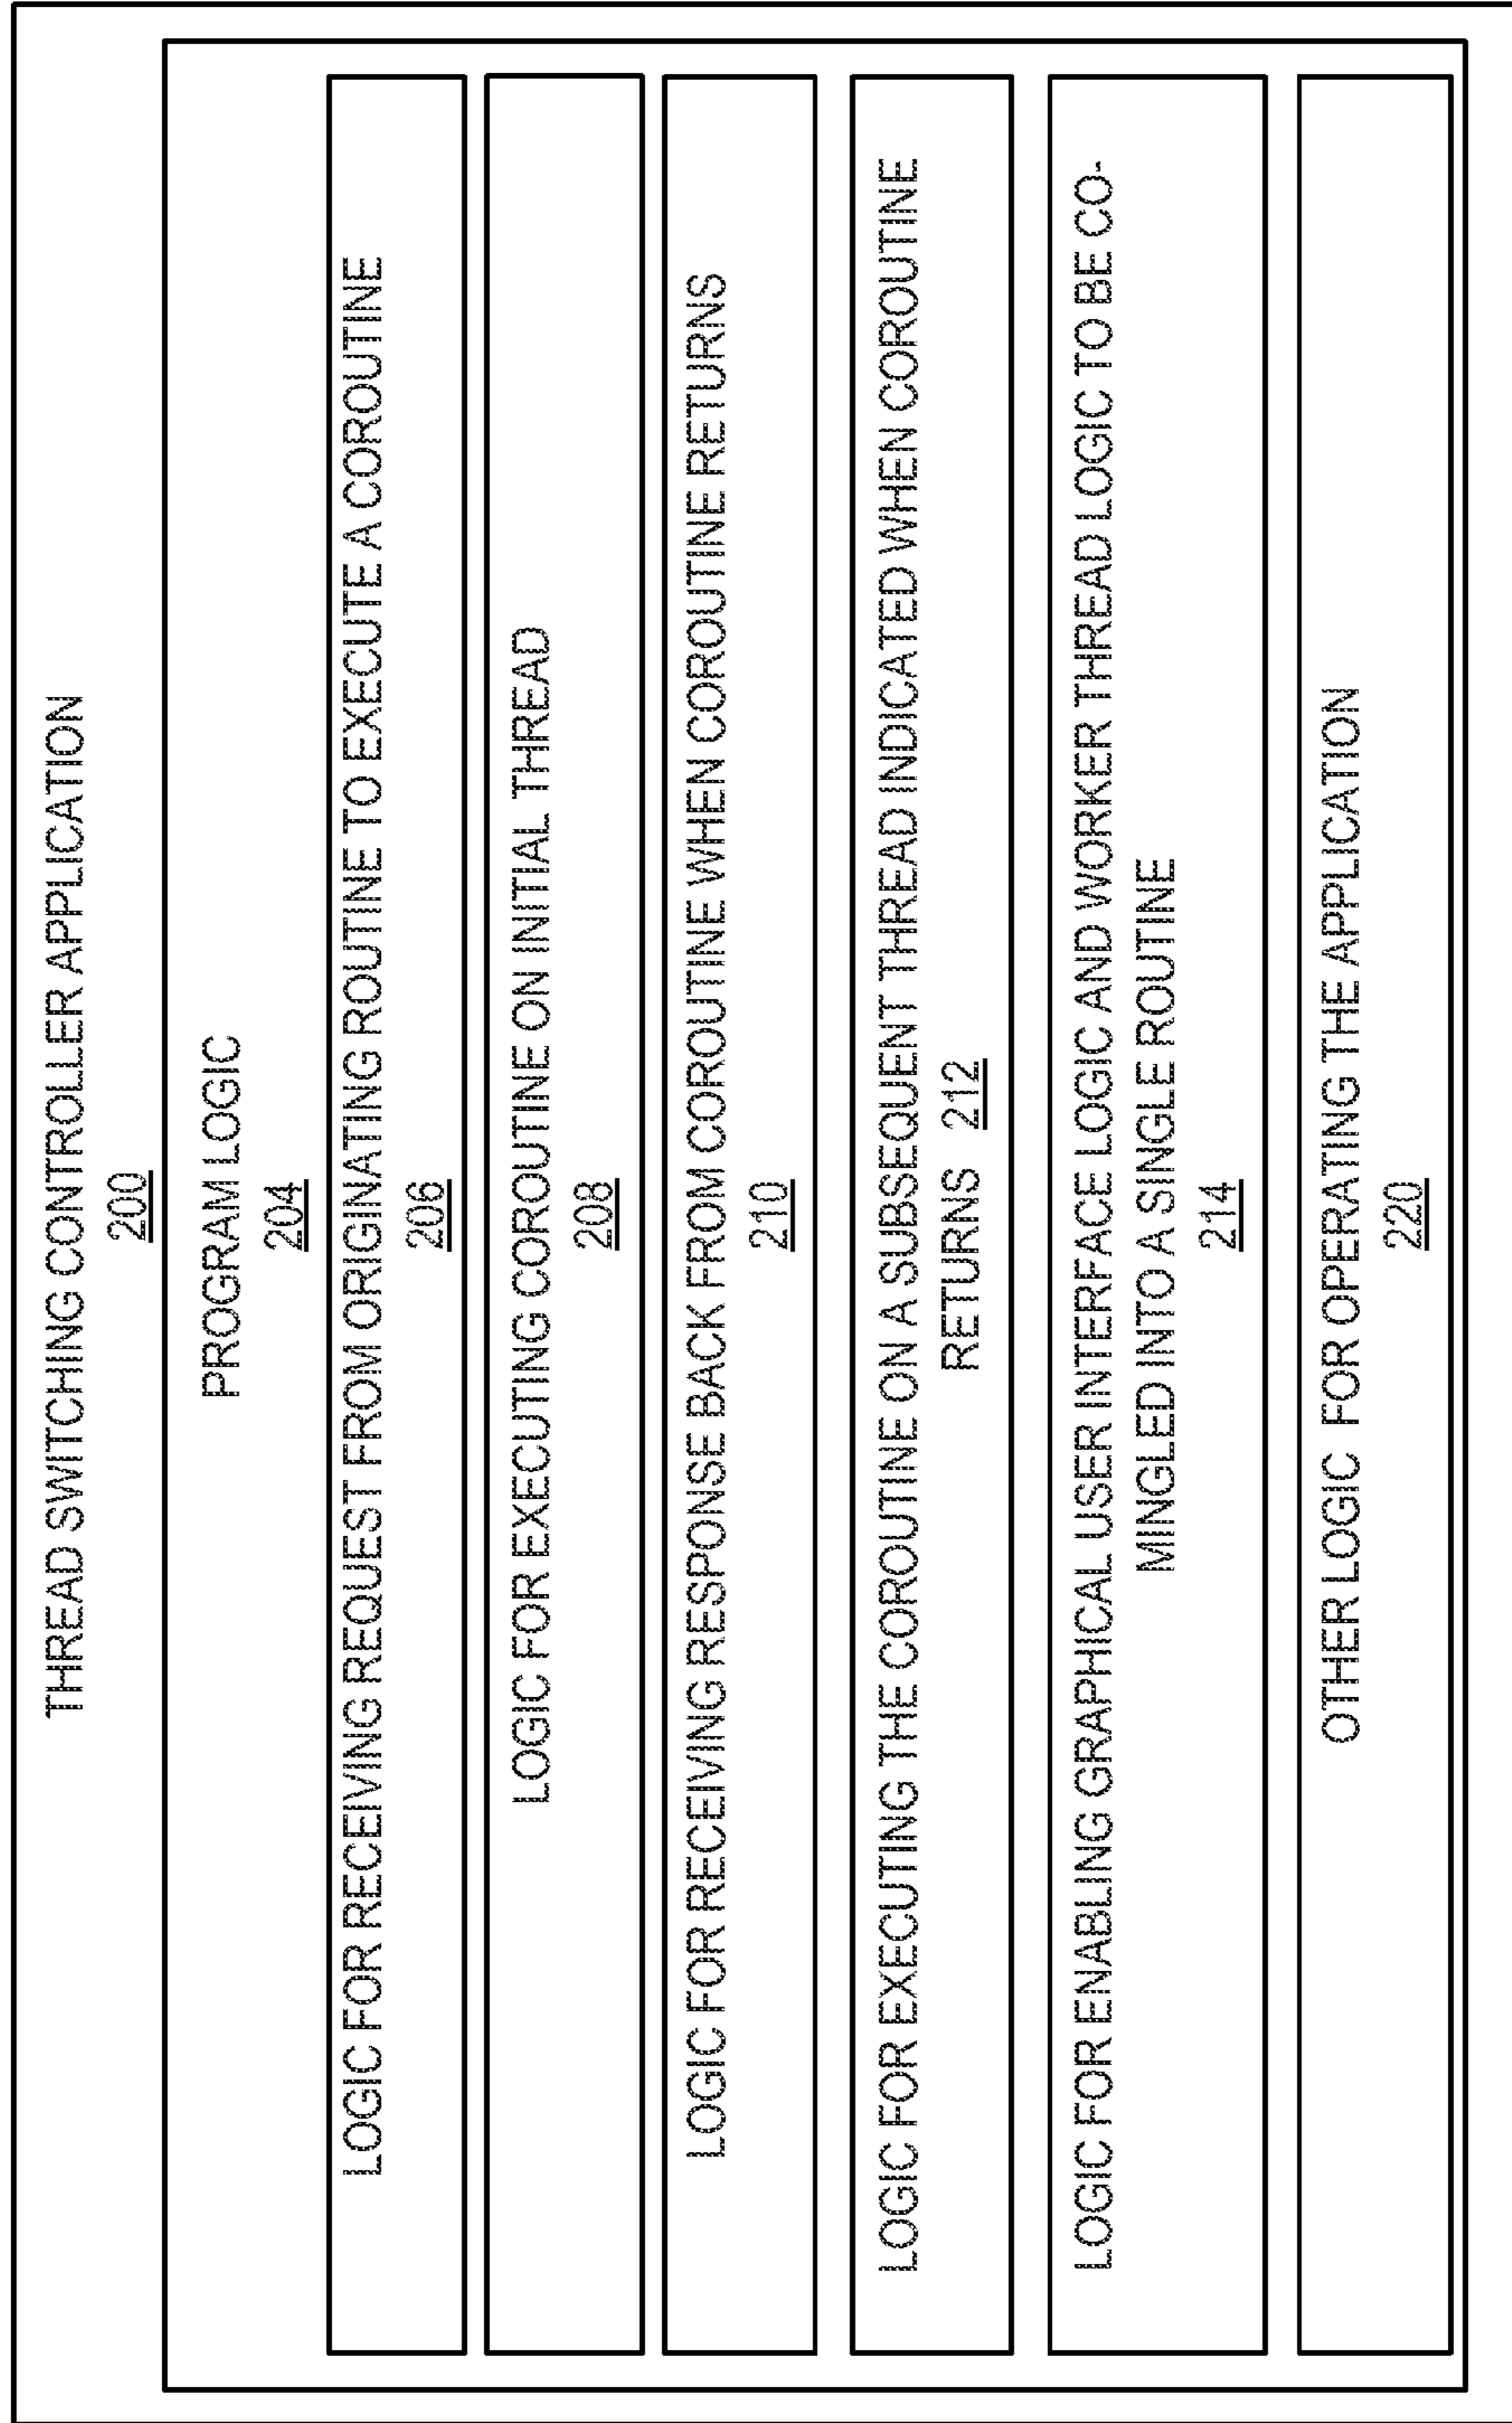 THREAD SWITCHING CONTROLLER APPLICATION
200
PROGRAM LOGIC
204
LOGIC FOR RECEIVING REQUEST FROM ORIGINATING ROUTINE TO EXECUTE A COROUTINE
206
LOGIC FOR EXECUTING COROUTINE ON INITIAL THREAD
208
LOGIC FOR RECEIVING RESPONSE BACK FROM COROUTINE WHEN COROUTINE RETURNS
210
LOGIC FOR EXECUTING THE COROUTINE ON A SUBSEQUENT THREAD INDICATED WHEN COROUTINE
RETURNS 212
LOGIC FOR ENABLING GRAPHICAL USER INTERFACE LOGIC AND WORKER THREAD LOGIC TO BE CO-
MINGLED INTO A SINGLE ROUTINE
214
OTHER LOGIC FOR OPERATING THE APPLICATION
220